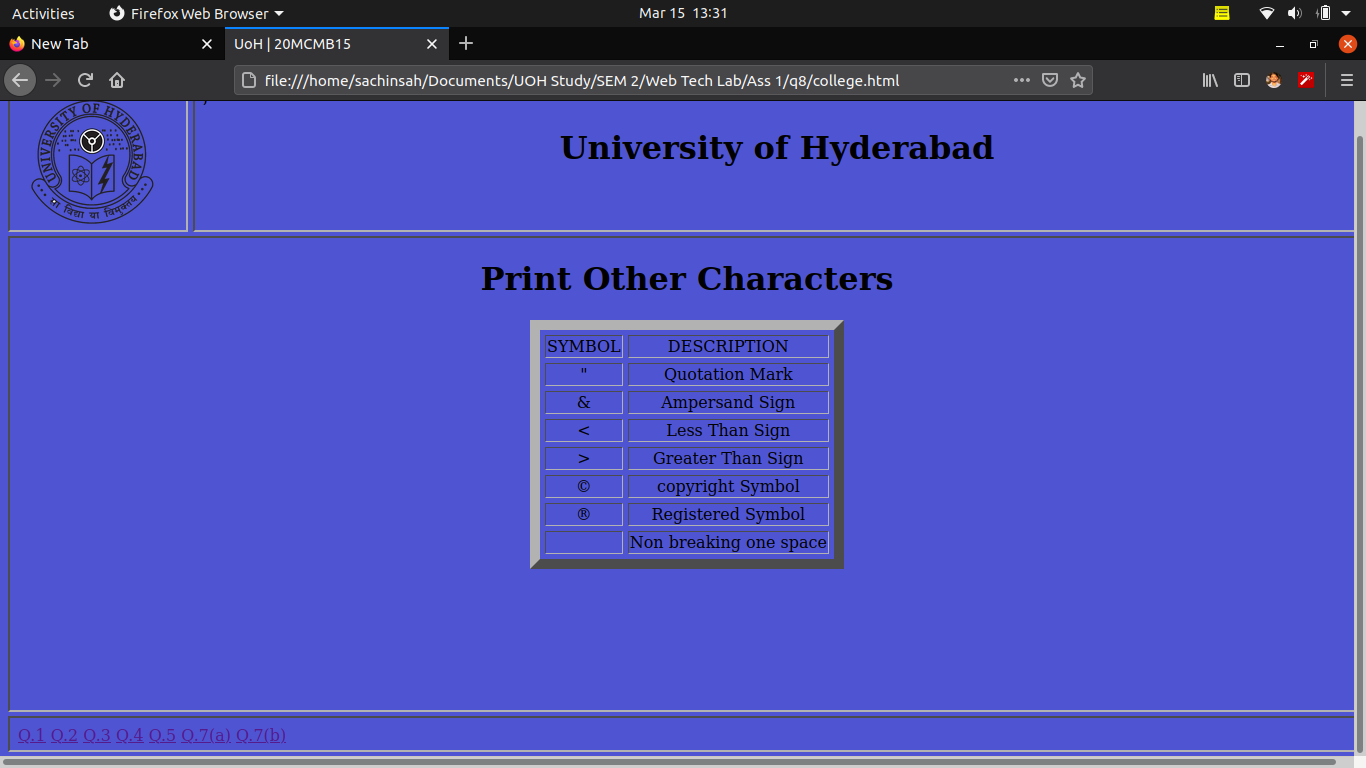 Activities Firefox Web Browser Mar 15 13:31
New Tab UoH | 20MCMB15
file:///home/sachinsah/Documents/UOH Study/SEM 2/Web Tech Lab/Ass 1/q8/college.html
UNIVERSITY OF HYDERABAD
सा विद्या या विमुक्तये
University of Hyderabad
Print Other Characters
SYMBOL DESCRIPTION
" Quotation Mark
& Ampersand Sign
< Less Than Sign
> Greater Than Sign
© copyright Symbol
® Registered Symbol
Non breaking one space
Q.1 Q.2 Q.3 Q.4 Q.5 Q.7(a) Q.7(b)